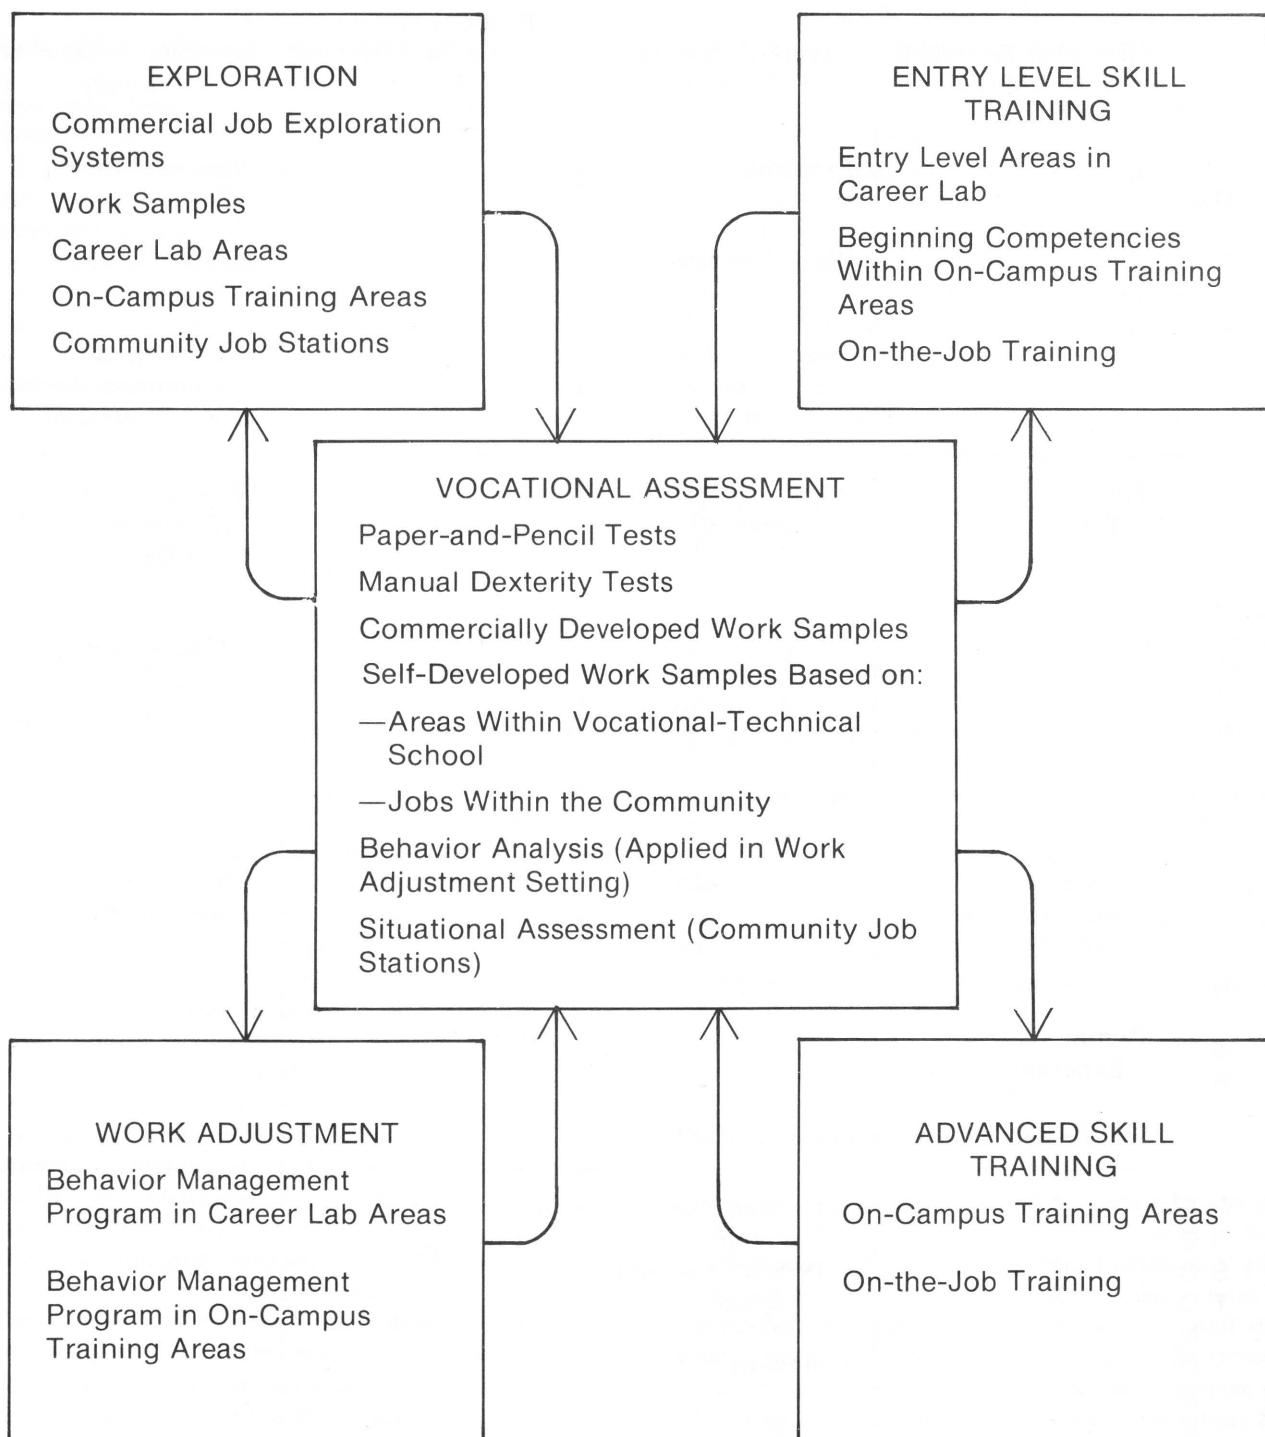 EXPLORATION
Commercial Job Exploration
Systems
Work Samples
Career Lab Areas
On-Campus Training Areas
Community Job Stations
ENTRY LEVEL SKILL
TRAINING
Entry Level Areas in
Career Lab
Beginning Competencies
Within On-Campus Training
Areas
On-the-Job Training
VOCATIONAL ASSESSMENT
Paper-and-Pencil Tests
Manual Dexterity Tests
Commercially Developed Work Samples
Self-Developed Work Samples Based on:
—Areas Within Vocational-Technical
School
—Jobs Within the Community
Behavior Analysis (Applied in Work
Adjustment Setting)
Situational Assessment (Community Job
Stations)
WORK ADJUSTMENT
Behavior Management
Program in Career Lab Areas
Behavior Management
Program in On-Campus
Training Areas
ADVANCED SKILL
TRAINING
On-Campus Training Areas
On-the-Job Training